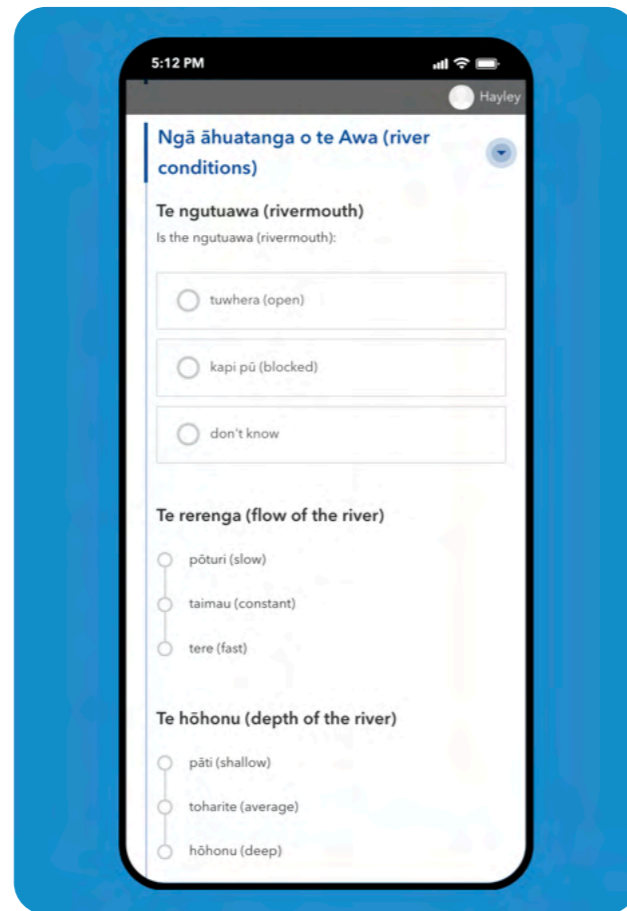 5:12 PM
Hayley
Ngā āhuatanga o te Awa (river
conditions)
Te ngutuawa (rivermouth)
Is the ngutuawa (rivermouth):
tuwhera (open)
kapi pū (blocked)
don't know
Te rerenga (flow of the river)
pōturi (slow)
taimau (constant)
tere (fast)
Te hōhonu (depth of the river)
pāti (shallow)
toharite (average)
hōhonu (deep)